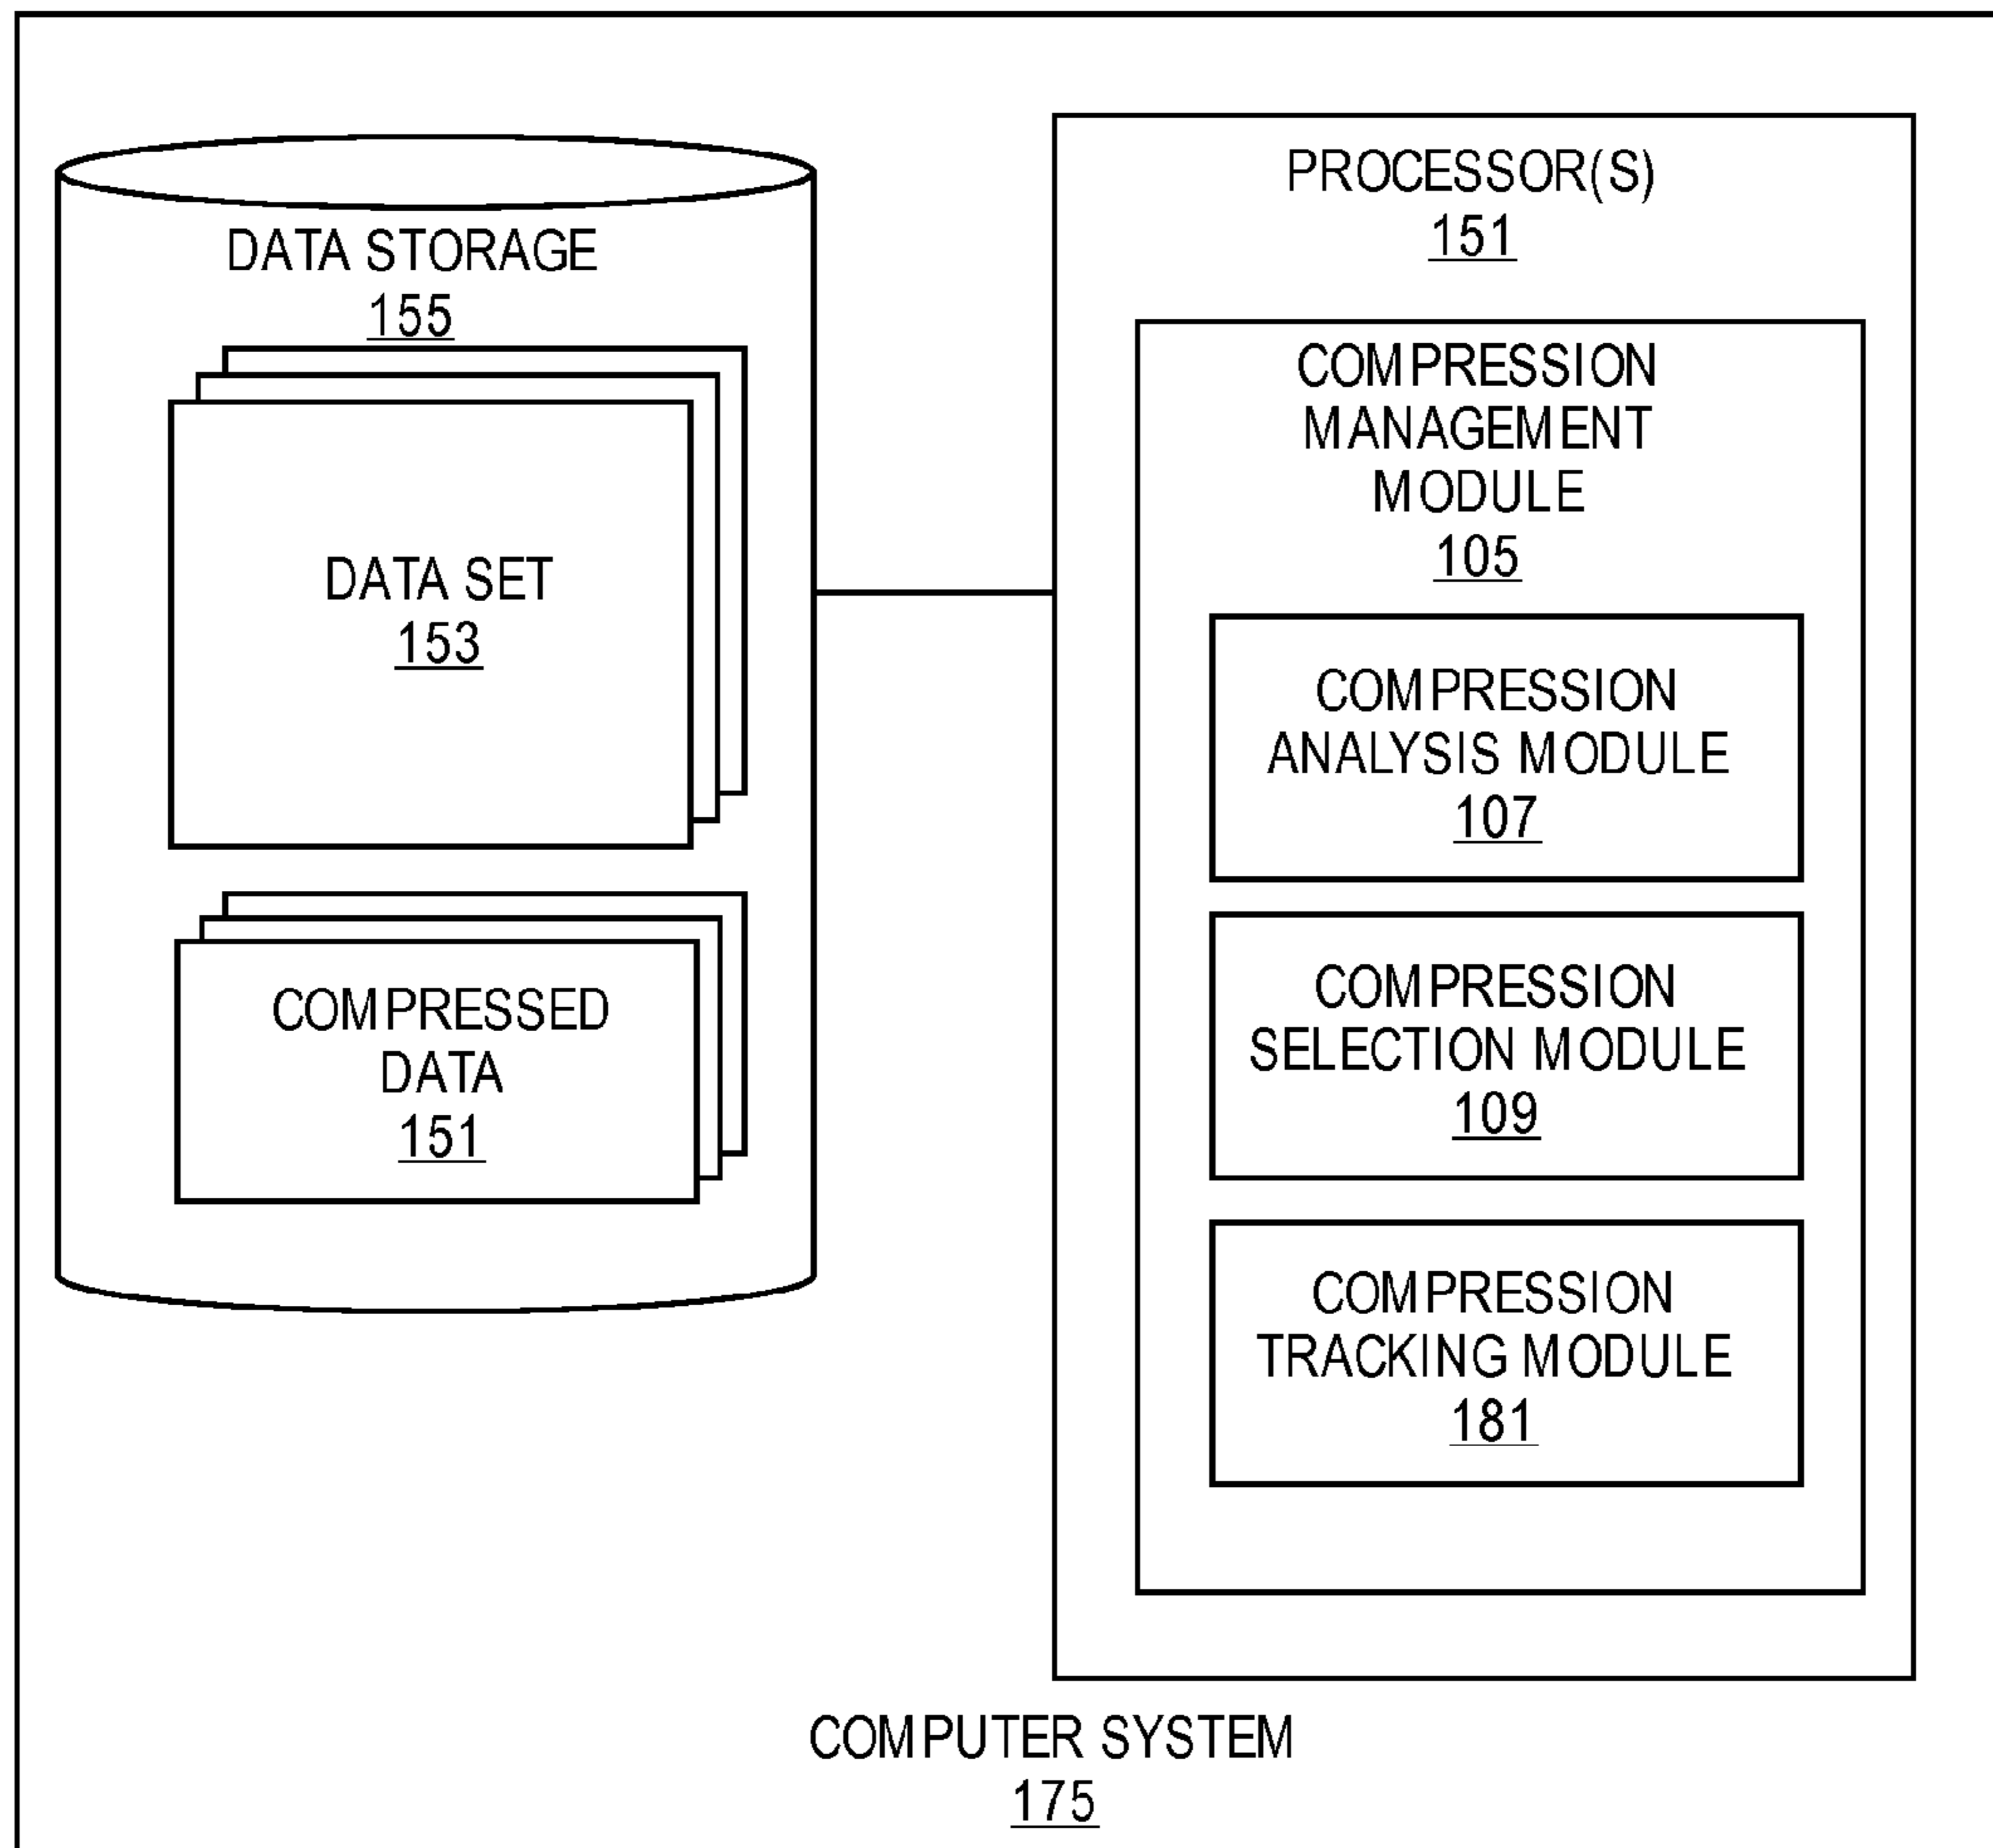 DATA STORAGE
155
DATA SET
153
COMPRESSED
DATA
151
PROCESSOR(S)
151
COMPRESSION
MANAGEMENT
MODULE
105
COMPRESSION
ANALYSIS MODULE
107
COMPRESSION
SELECTION MODULE
109
COMPRESSION
TRACKING MODULE
181
COMPUTER SYSTEM
175